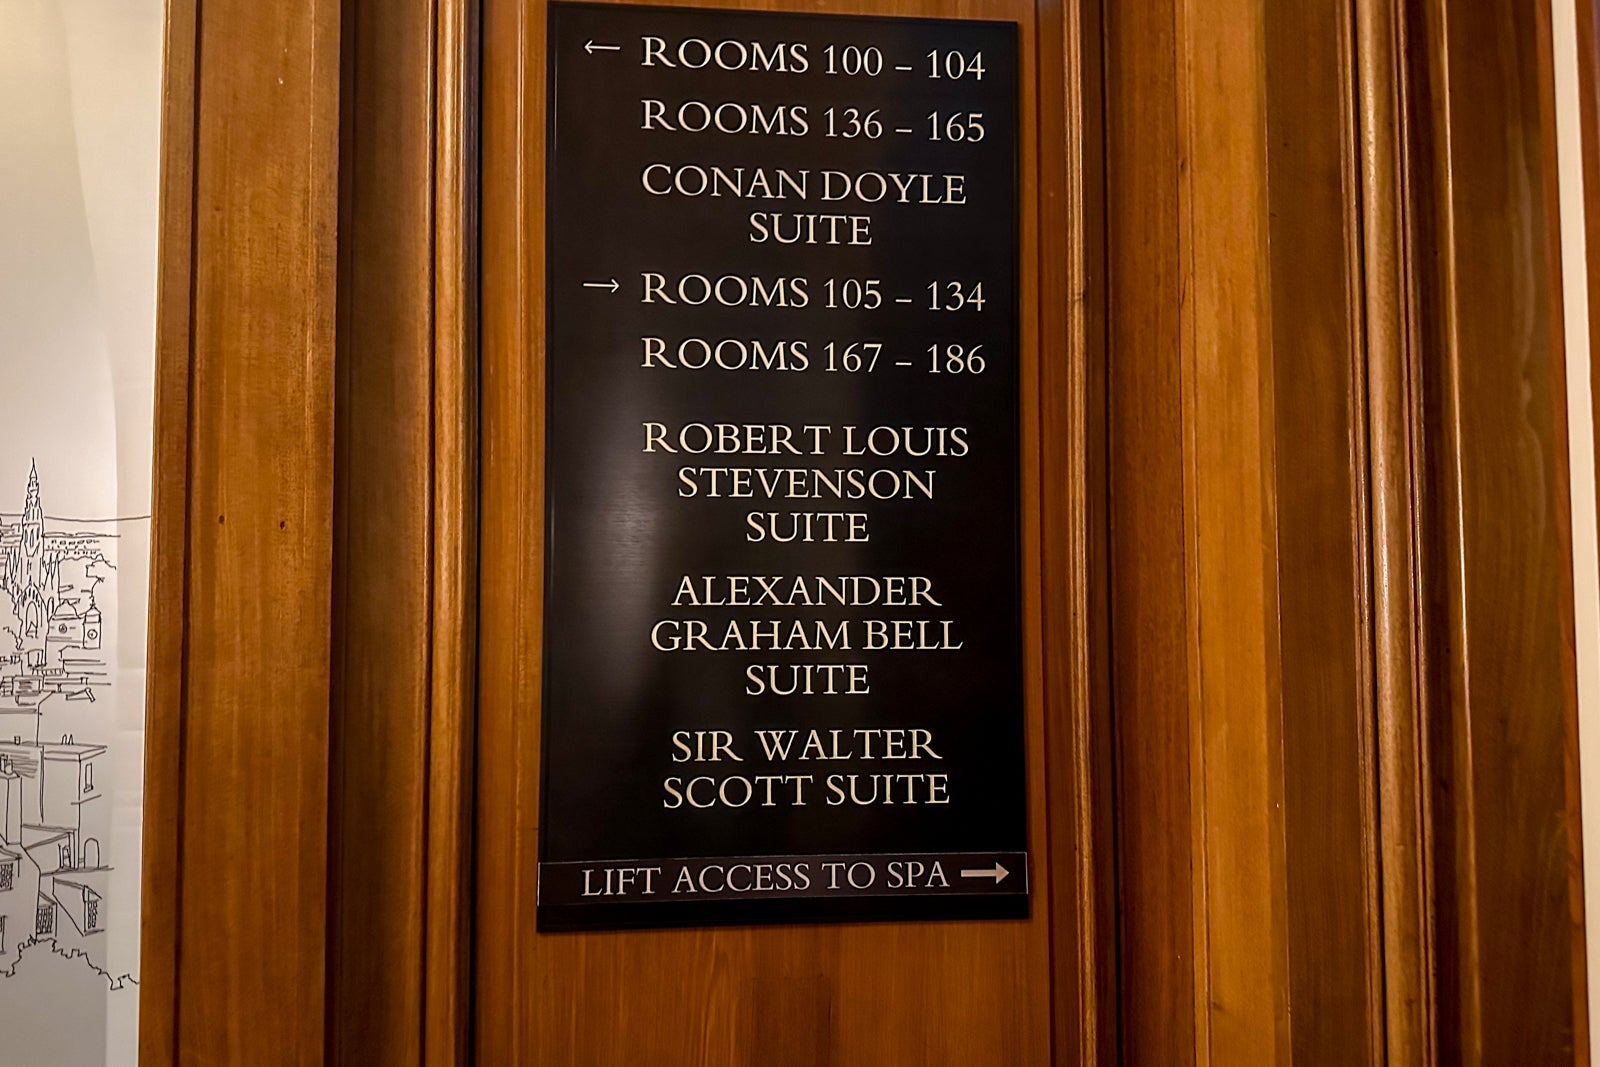 ← ROOMS 100 – 104
ROOMS 136 – 165
CONAN DOYLE
SUITE
→ ROOMS 105 – 134
ROOMS 167 – 186
ROBERT LOUIS
STEVENSON
SUITE
ALEXANDER
GRAHAM BELL
SUITE
SIR WALTER
SCOTT SUITE
LIFT ACCESS TO SPA →